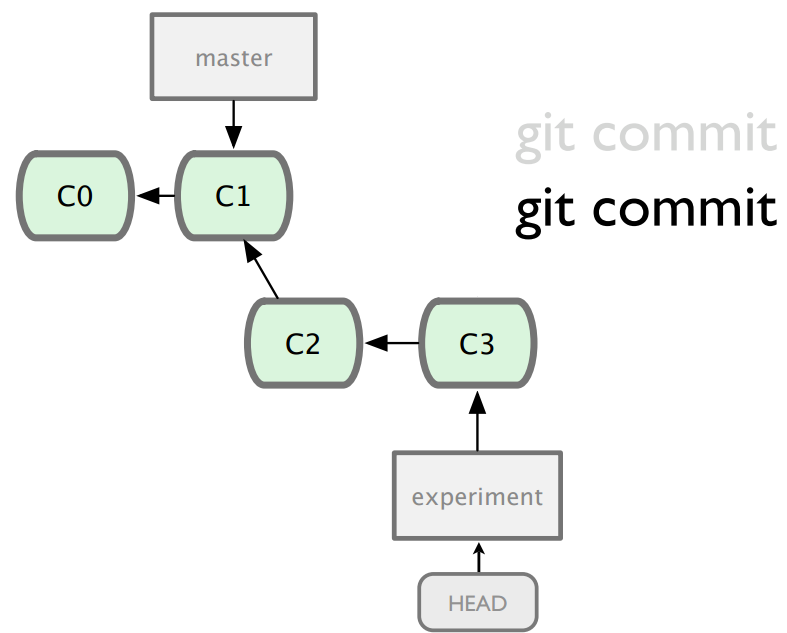 master
git commit
C0
C1
git commit
C2
C3
experiment
HEAD